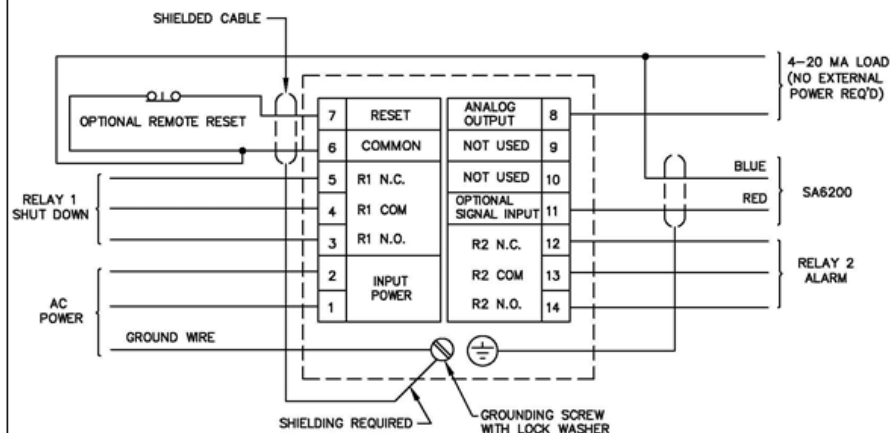 SHIELDED CABLE
4-20 MA LOAD
(NO EXTERNAL
POWER REQ'D)
OPTIONAL REMOTE RESET
7 RESET
6 COMMON
5 R1 N.C.
4 R1 COM
3 R1 N.O.
2
INPUT
POWER
1
ANALOG
OUTPUT 8
NOT USED 9
NOT USED 10
OPTIONAL
SIGNAL INPUT 11
R2 N.C. 12
R2 COM 13
R2 N.O. 14
RELAY 1
SHUT DOWN
AC
POWER
GROUND WIRE
BLUE
RED
SA6200
RELAY 2
ALARM
SHIELDING REQUIRED
GROUNDING SCREW
WITH LOCK WASHER